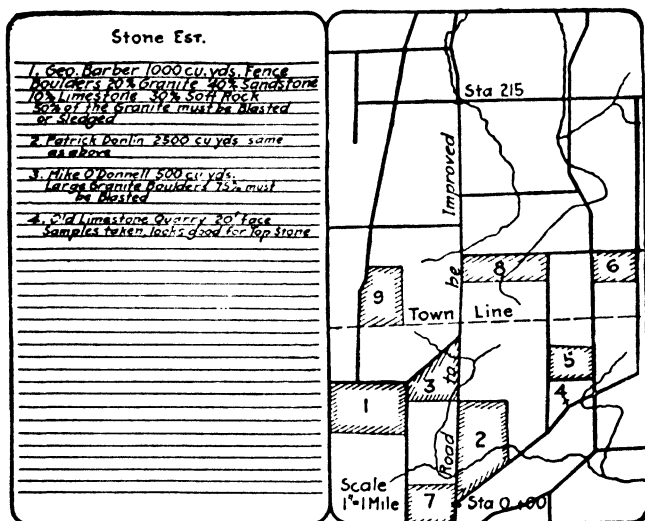 Stone Est.
1. Geo. Barber 1000 cu. yds. Fence
Boulders 20% Granite 40% Sandstone
10% Limestone 30% Soft Rock
50% of the Granite must be Blasted
or Sledged
2. Patrick Donlin 2500 cu yds same
as above
3. Mike O'Donnell 500 cu yds.
Large Granite Boulders 75% must
be Blasted
4. Old Limestone Quarry 20' Face
Samples taken, looks good for Top Stone
Sta 215
Road to be Improved
8
6
9
Town Line
5
3
4
1
2
Scale
1"=1 Mile
7
Sta 0+00